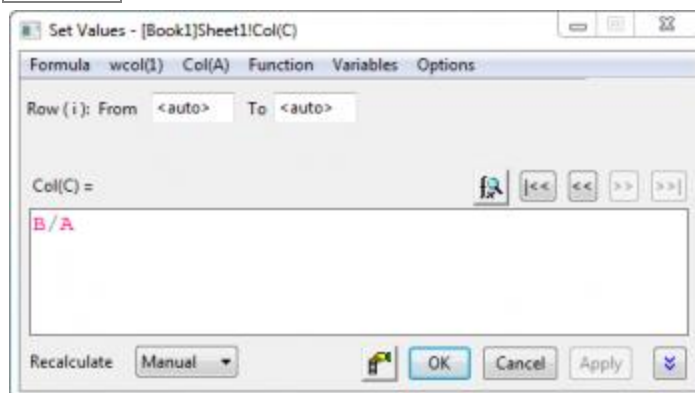 Set Values - [Book1]Sheet1!Col(C)
Formula wcol(1) Col(A) Function Variables Options
Row (i): From <auto> To <auto>
Col(C) =
|<< << >> >>|
B/A
Recalculate Manual OK Cancel Apply